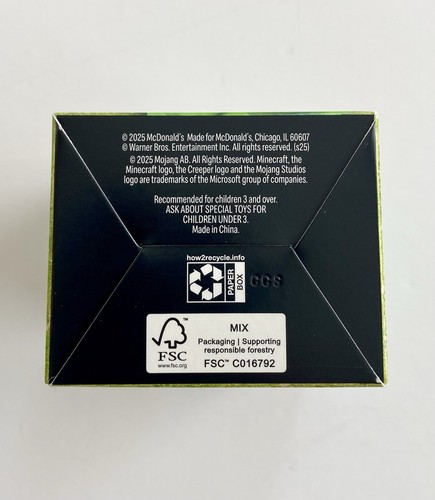 © 2025 McDonald's Made for McDonald's, Chicago, IL 60607
© Warner Bros. Entertainment Inc. All rights reserved. (s25)
© 2025 Mojang AB. All Rights Reserved. Minecraft, the
Minecraft logo, the Creeper logo and the Mojang Studios
logo are trademarks of the Microsoft group of companies.
Recommended for children 3 and over.
ASK ABOUT SPECIAL TOYS FOR
CHILDREN UNDER 3.
Made in China.
how2recycle.info
PAPER
BOX
FSC
www.fsc.org
MIX
Packaging | Supporting
responsible forestry
FSC™ C016792